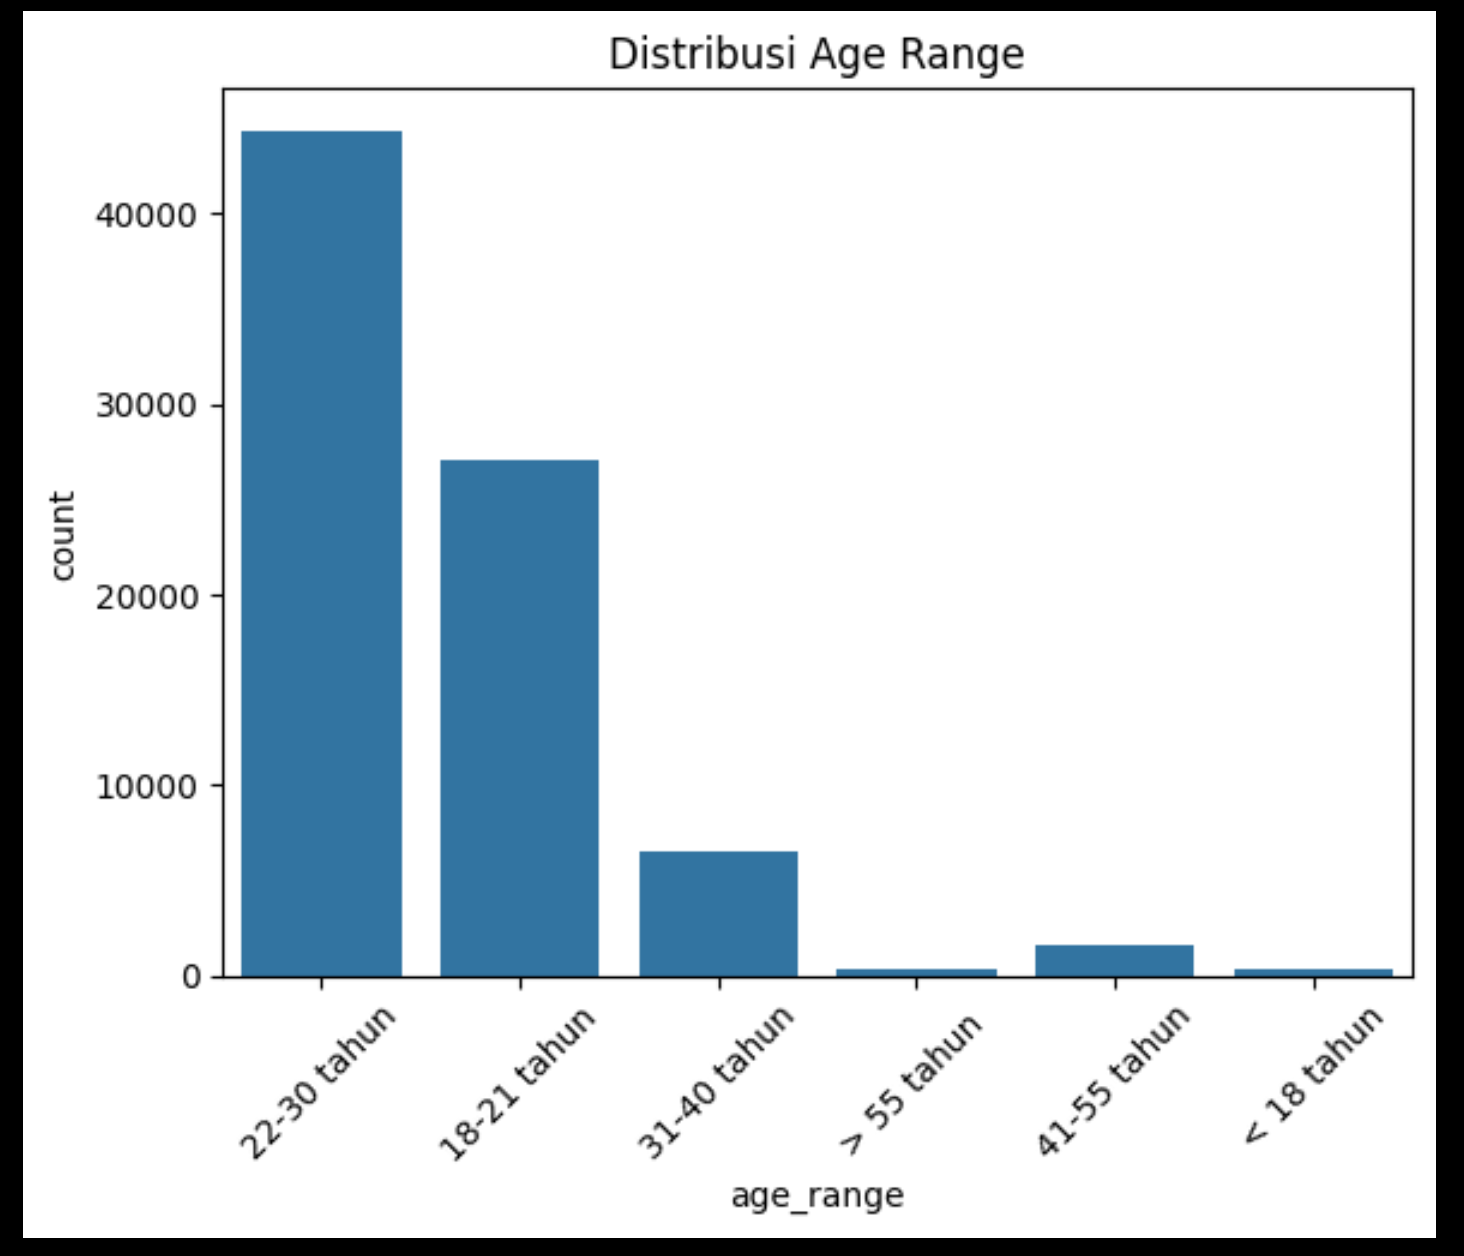 Distribusi Age Range
count
40000
30000
20000
10000
0
22-30 tahun
18-21 tahun
31-40 tahun
> 55 tahun
41-55 tahun
< 18 tahun
age_range